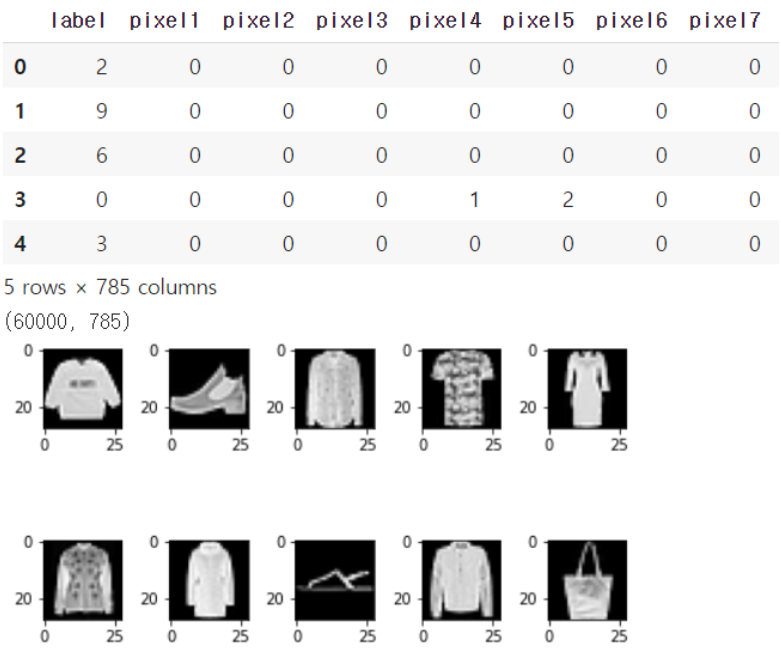 label pixel1 pixel2 pixel3 pixel4 pixel5 pixel6 pixel7
0 2 0 0 0 0 0 0 0
1 9 0 0 0 0 0 0 0
2 6 0 0 0 0 0 0 0
3 0 0 0 0 1 2 0 0
4 3 0 0 0 0 0 0 0
5 rows × 785 columns
(60000, 785)
0 0 0 0 0
20 20 20 20 20
0 25 0 25 0 25 0 25 0 25
0 0 0 0 0
20 20 20 20 20
0 25 0 25 0 25 0 25 0 25